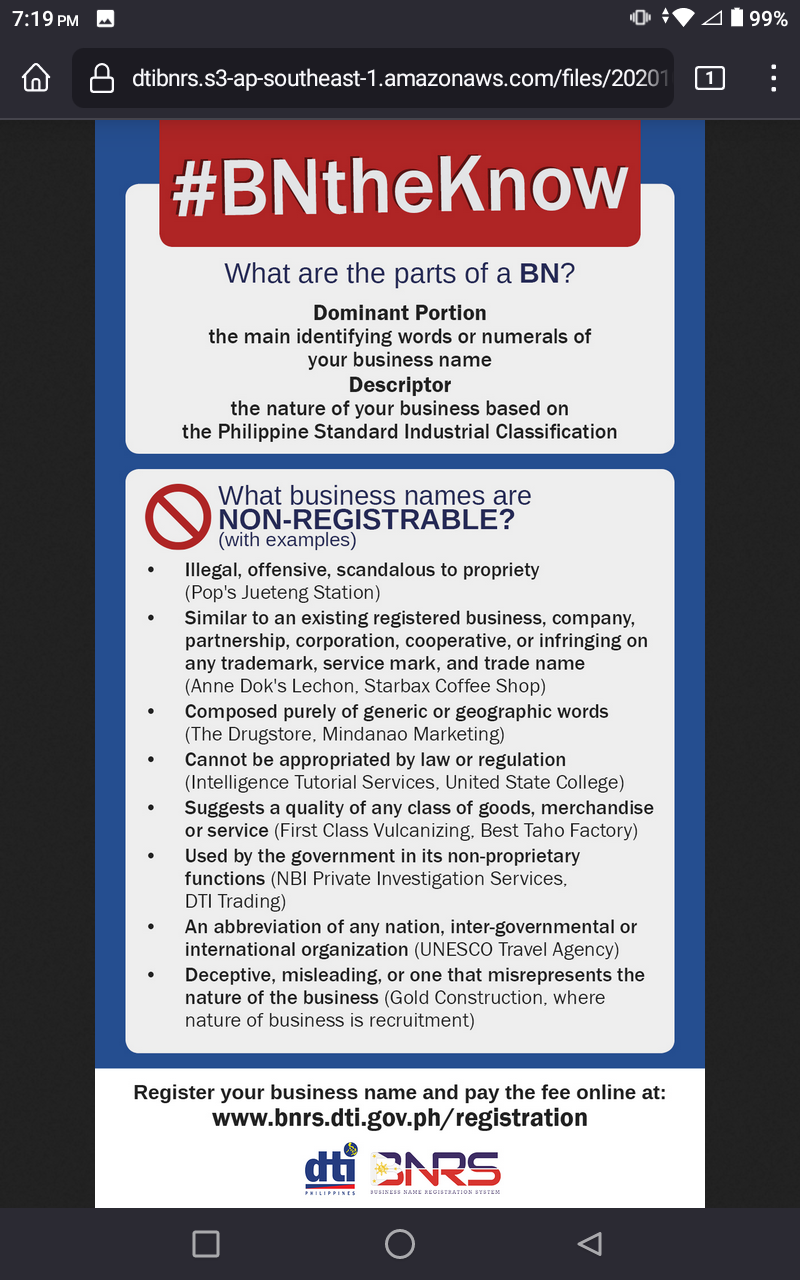 7:19 PM
99%
dtibnrs.s3-ap-southeast-1.amazonaws.com/files/2020
1
#BNtheKnow
What are the parts of a BN?
Dominant Portion
the main identifying words or numerals of
your business name
Descriptor
the nature of your business based on
the Philippine Standard Industrial Classification
What business names are
NON-REGISTRABLE?
(with examples)
• Illegal, offensive, scandalous to propriety
(Pop's Jueteng Station)
• Similar to an existing registered business, company,
partnership, corporation, cooperative, or infringing on
any trademark, service mark, and trade name
(Anne Dok's Lechon, Starbax Coffee Shop)
• Composed purely of generic or geographic words
(The Drugstore, Mindanao Marketing)
• Cannot be appropriated by law or regulation
(Intelligence Tutorial Services, United State College)
• Suggests a quality of any class of goods, merchandise
or service (First Class Vulcanizing, Best Taho Factory)
• Used by the government in its non-proprietary
functions (NBI Private Investigation Services,
DTI Trading)
• An abbreviation of any nation, inter-governmental or
international organization (UNESCO Travel Agency)
• Deceptive, misleading, or one that misrepresents the
nature of the business (Gold Construction, where
nature of business is recruitment)
Register your business name and pay the fee online at:
www.bnrs.dti.gov.ph/registration
dti BNRS
PHILIPPINES BUSINESS NAME REGISTRATION SYSTEM